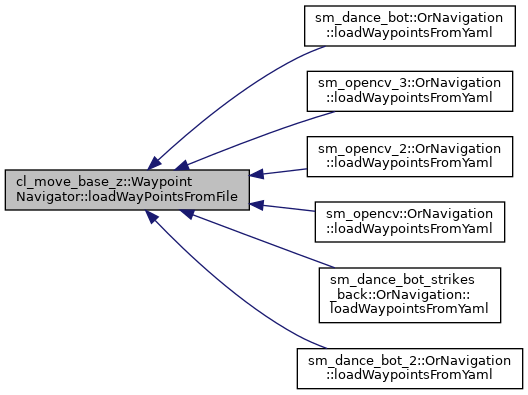 sm_dance_bot::OrNavigation
::loadWaypointsFromYaml
sm_opencv_3::OrNavigation
::loadWaypointsFromYaml
sm_opencv_2::OrNavigation
::loadWaypointsFromYaml
cl_move_base_z::Waypoint
Navigator::loadWayPointsFromFile
sm_opencv::OrNavigation
::loadWaypointsFromYaml
sm_dance_bot_strikes
_back::OrNavigation::
loadWaypointsFromYaml
sm_dance_bot_2::OrNavigation
::loadWaypointsFromYaml